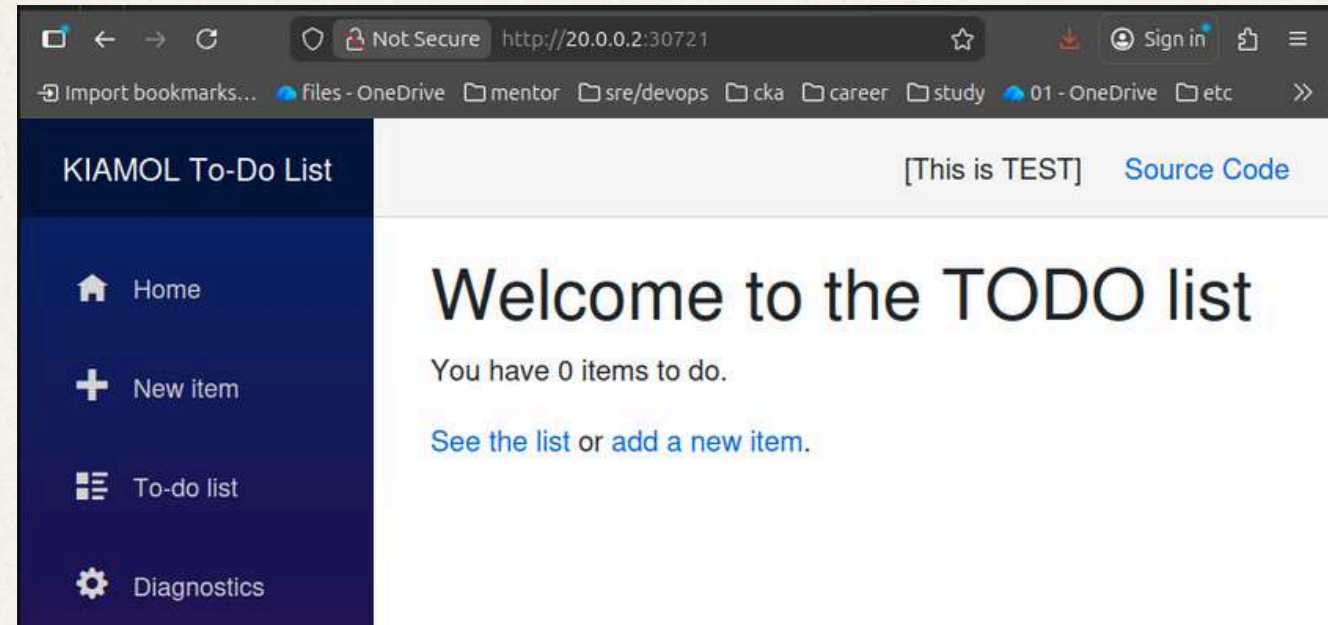 Not Secure http://20.0.0.2:30721 Sign in
Import bookmarks... files - OneDrive mentor sre/devops cka career study 01 - OneDrive etc
KIAMOL To-Do List
[This is TEST] Source Code
Home
New item
To-do list
Diagnostics
Welcome to the TODO list
You have 0 items to do.
See the list or add a new item.